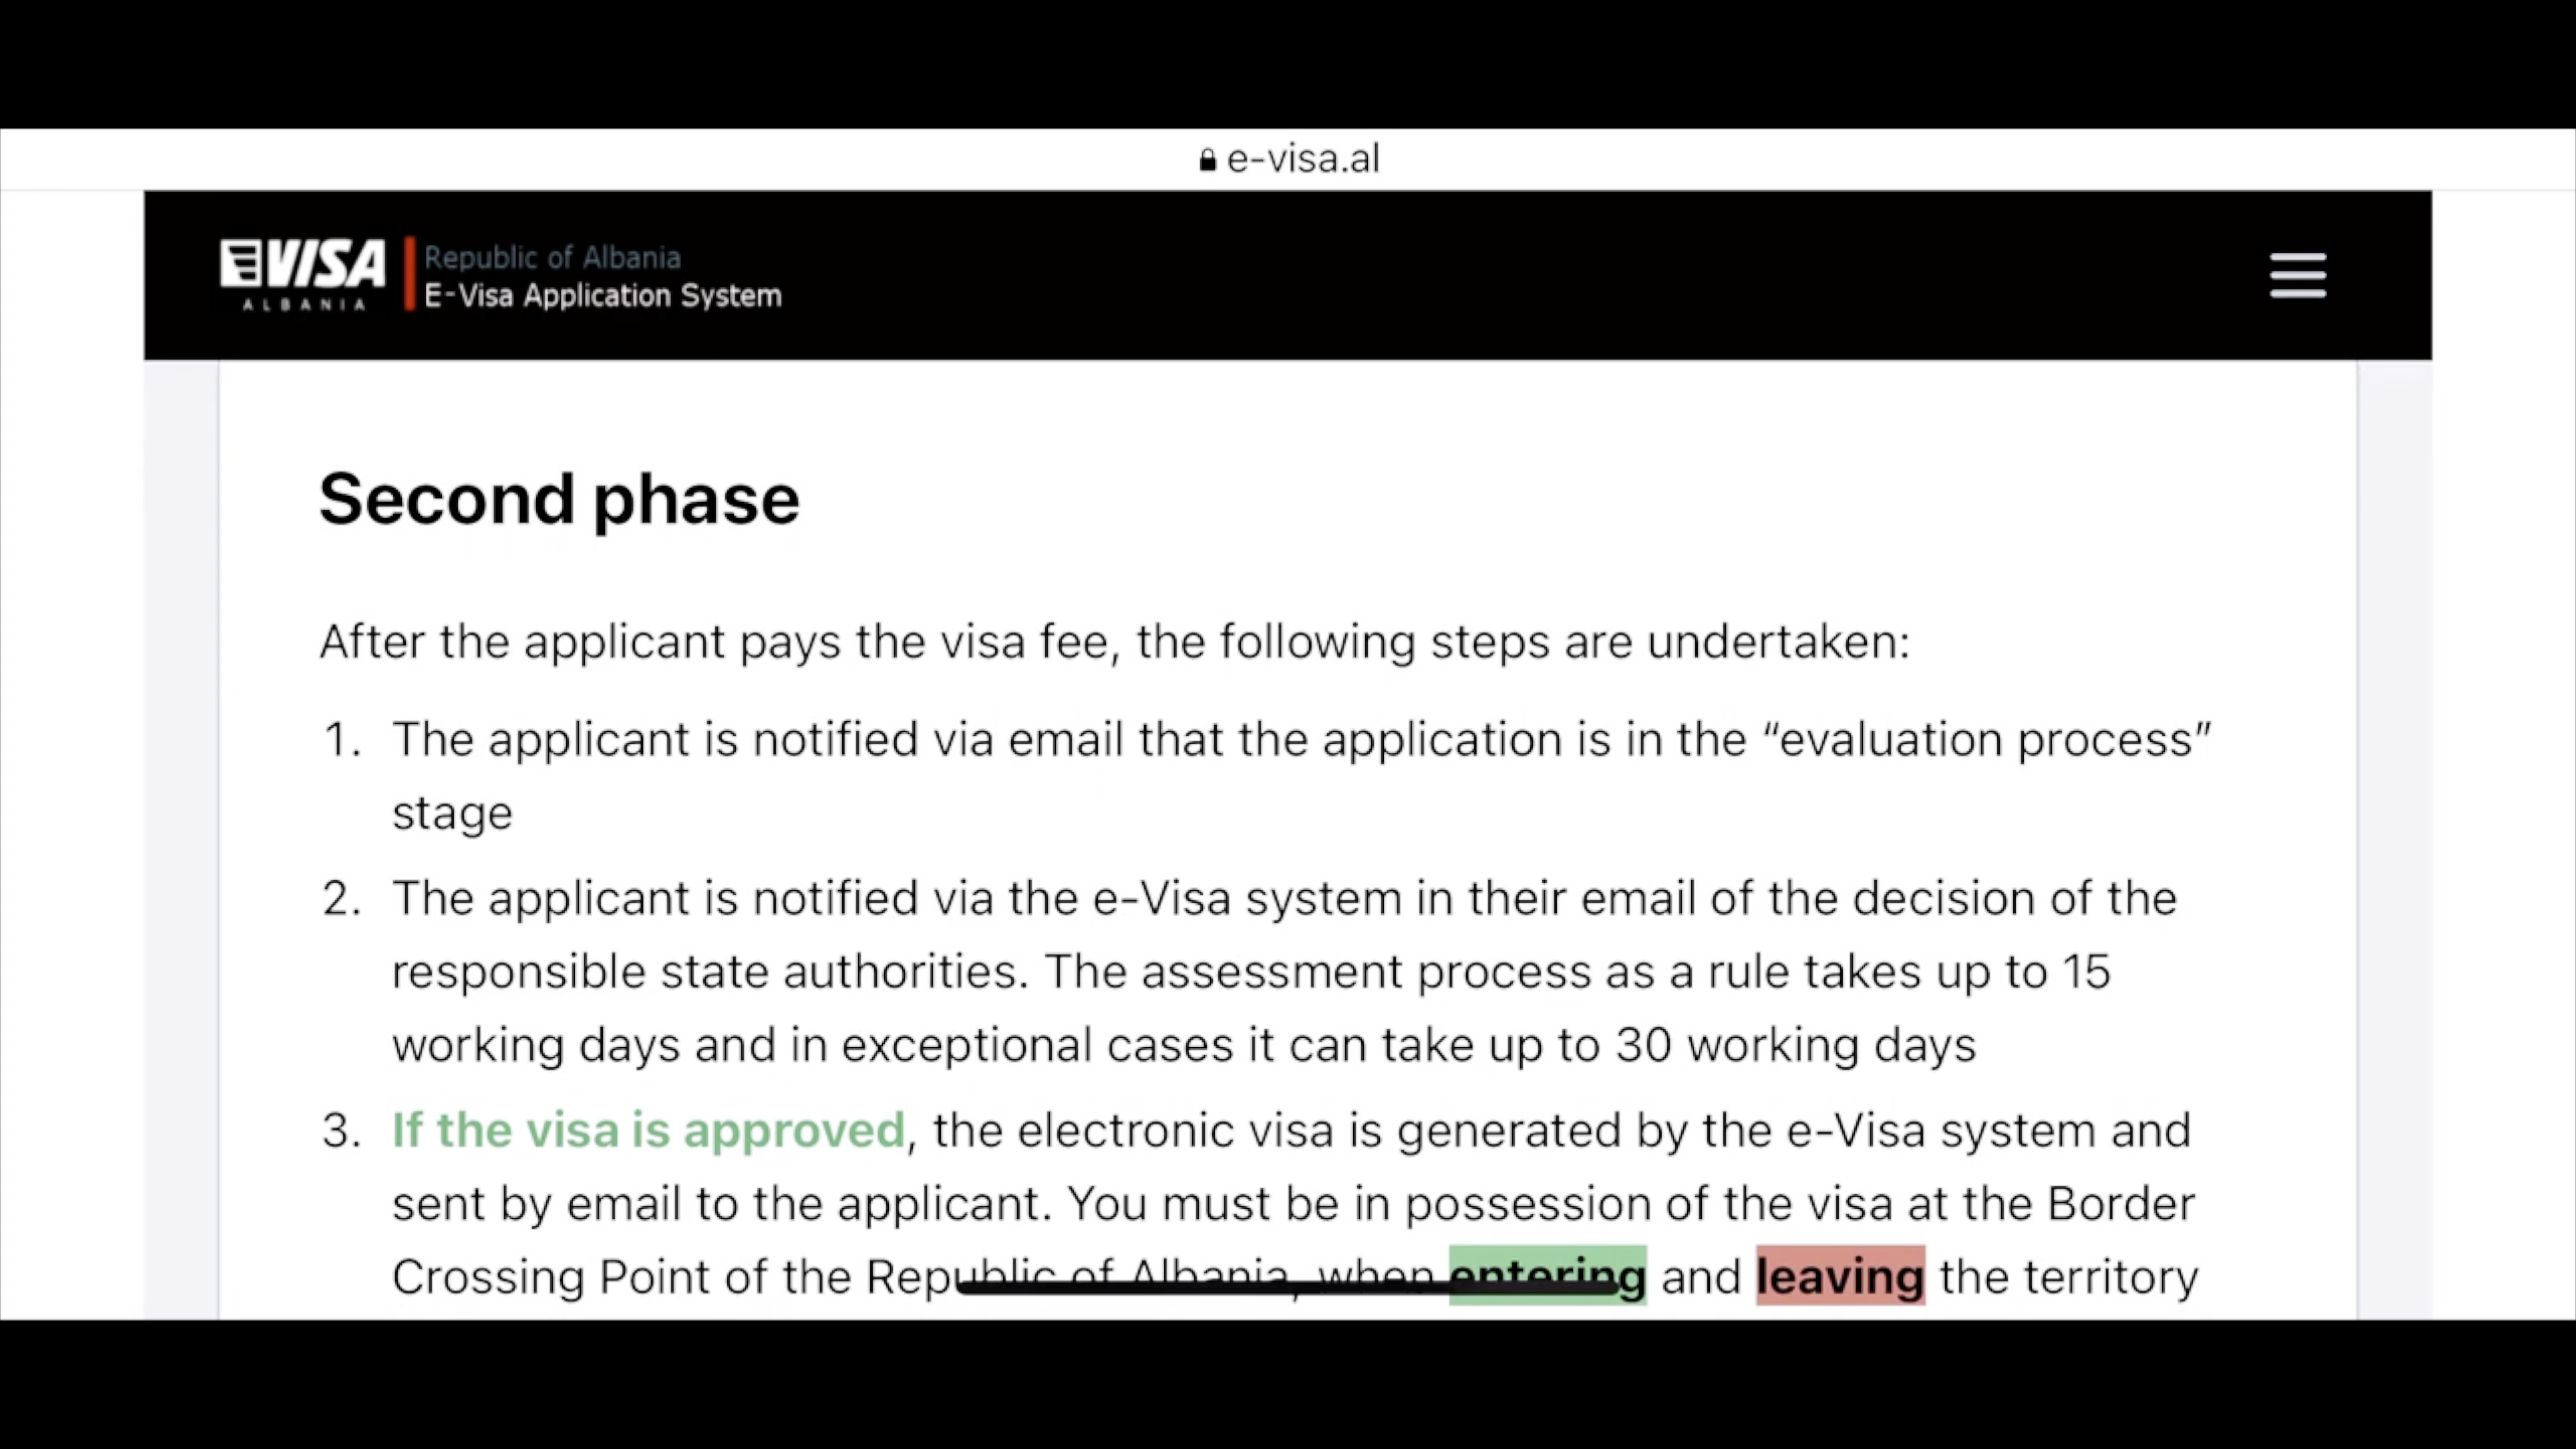 e-visa.al
EVISA
ALBANIA
Republic of Albania
E-Visa Application System
Second phase
After the applicant pays the visa fee, the following steps are undertaken:
1. The applicant is notified via email that the application is in the “evaluation process”
stage
2. The applicant is notified via the e-Visa system in their email of the decision of the
responsible state authorities. The assessment process as a rule takes up to 15
working days and in exceptional cases it can take up to 30 working days
3. If the visa is approved, the electronic visa is generated by the e-Visa system and
sent by email to the applicant. You must be in possession of the visa at the Border
Crossing Point of the Republic of Albania, when entering and leaving the territory